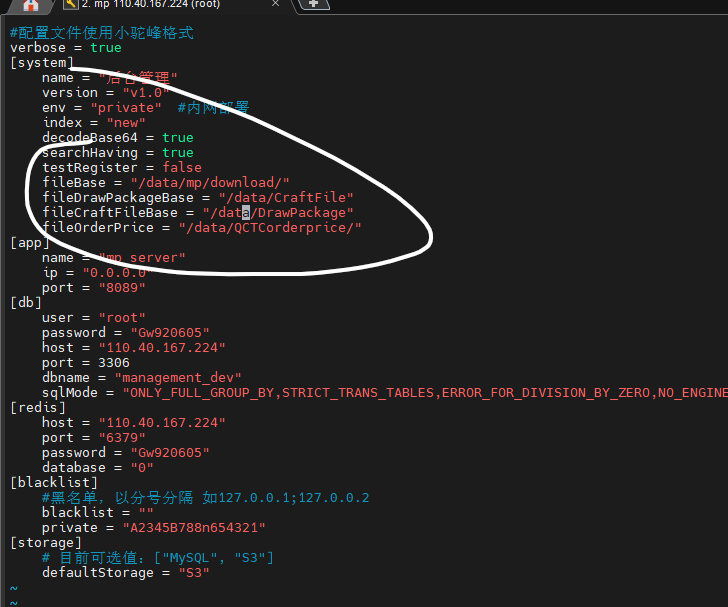 2. mp 110.40.167.224 (root)
#配置文件使用小驼峰格式
verbose = true
[system]
name = "后台管理"
version = "v1.0"
env = "private" #内网部署
index = "new"
decodeBase64 = true
searchHaving = true
testRegister = false
fileBase = "/data/mp/download/"
fileDrawPackageBase = "/data/CraftFile"
fileCraftFileBase = "/data/DrawPackage"
fileOrderPrice = "/data/QCTCorderprice/"
[app]
name = "mp server"
ip = "0.0.0.0"
port = "8089"
[db]
user = "root"
password = "Gw920605"
host = "110.40.167.224"
port = 3306
dbname = "management_dev"
sqlMode = "ONLY_FULL_GROUP_BY,STRICT_TRANS_TABLES,ERROR_FOR_DIVISION_BY_ZERO,NO_ENGINE
[redis]
host = "110.40.167.224"
port = "6379"
password = "Gw920605"
database = "0"
[blacklist]
#黑名单，以分号分隔 如127.0.0.1;127.0.0.2
blacklist = ""
private = "A2345B788n654321"
[storage]
# 目前可选值：["MySQL", "S3"]
defaultStorage = "S3"
~
~